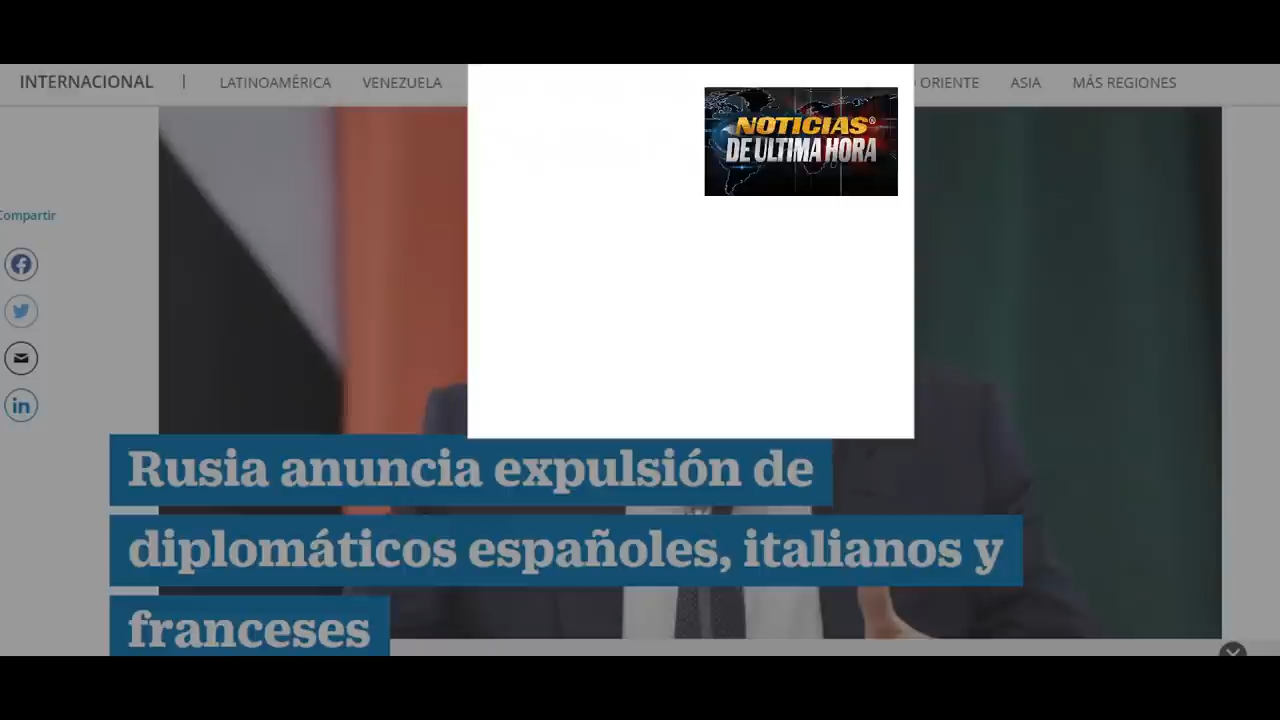 INTERNACIONAL | LATINOAMÉRICA VENEZUELA ORIENTE ASIA MÁS REGIONES
NOTICIAS®
DE ULTIMA HORA
Compartir
in
Rusia anuncia expulsión de
diplomáticos españoles, italianos y
franceses